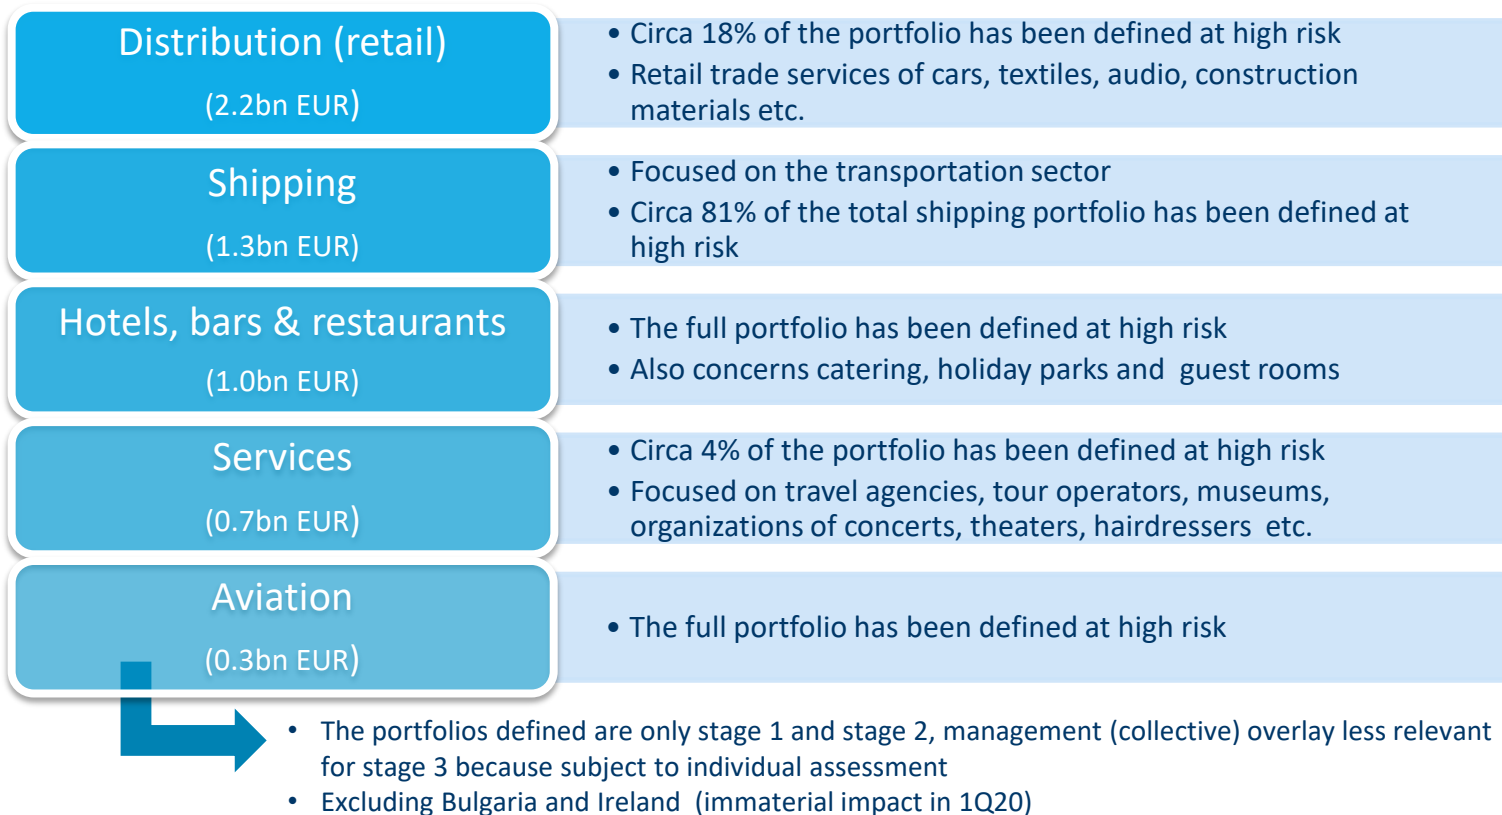 Distribution (retail)
(2.2bn EUR)
• Circa 18% of the portfolio has been defined at high risk
• Retail trade services of cars, textiles, audio, construction
materials etc.
Shipping
(1.3bn EUR)
• Focused on the transportation sector
• Circa 81% of the total shipping portfolio has been defined at
high risk
Hotels, bars & restaurants
(1.0bn EUR)
• The full portfolio has been defined at high risk
• Also concerns catering, holiday parks and guest rooms
Services
(0.7bn EUR)
• Circa 4% of the portfolio has been defined at high risk
• Focused on travel agencies, tour operators, museums,
organizations of concerts, theaters, hairdressers etc.
Aviation
(0.3bn EUR)
• The full portfolio has been defined at high risk
• The portfolios defined are only stage 1 and stage 2, management (collective) overlay less relevant
for stage 3 because subject to individual assessment
• Excluding Bulgaria and Ireland (immaterial impact in 1Q20)